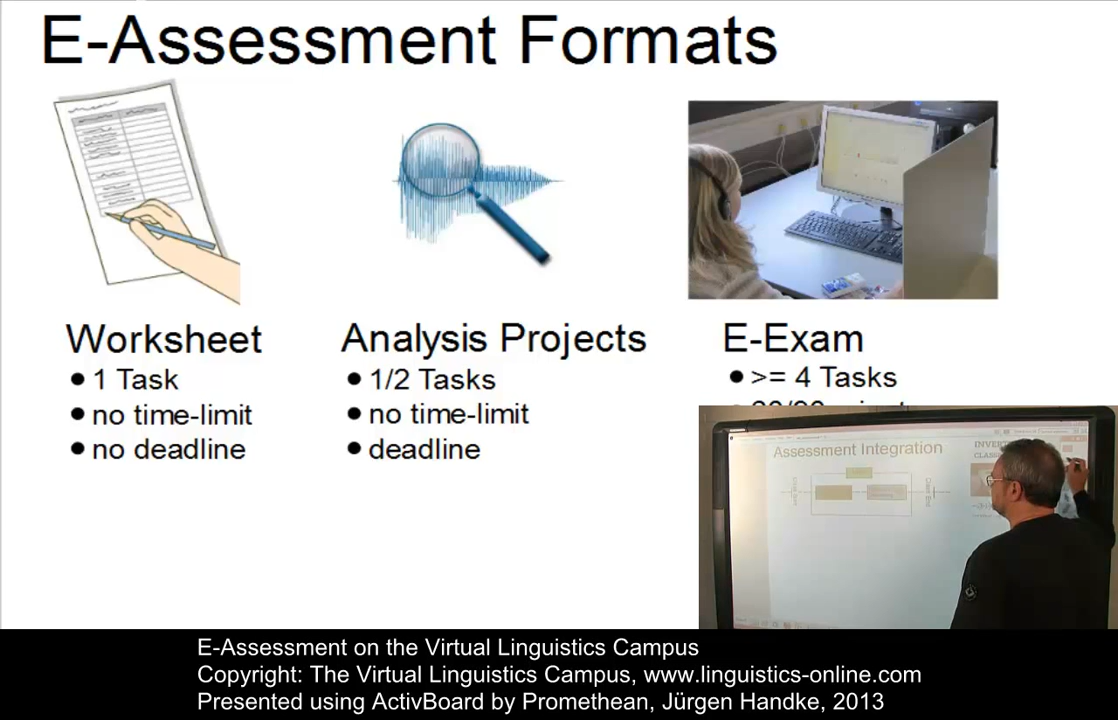 E-Assessment Formats
Worksheet
● 1 Task
● no time-limit
● no deadline
Analysis Projects
● 1/2 Tasks
● no time-limit
● deadline
E-Exam
● >= 4 Tasks
Assessment Integration
E-Assessment on the Virtual Linguistics Campus
Copyright: The Virtual Linguistics Campus, www.linguistics-online.com
Presented using ActivBoard by Promethean, Jürgen Handke, 2013